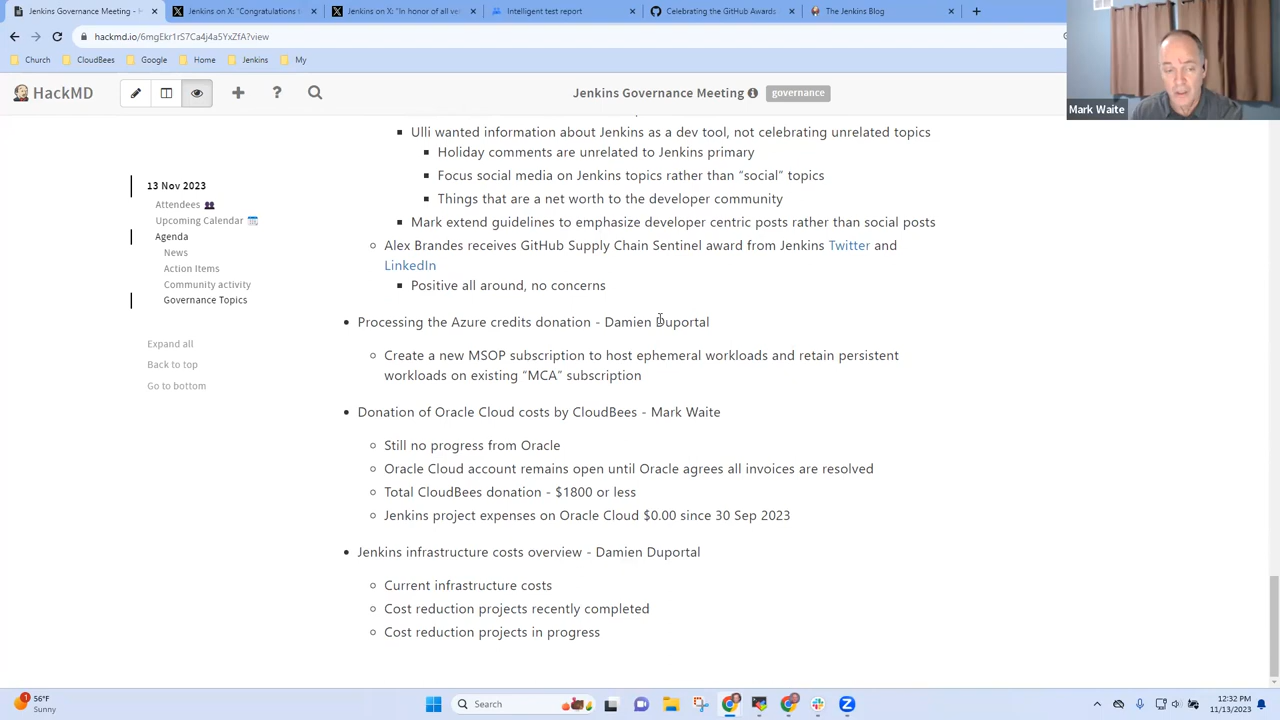 Jenkins Governance Meeting - H
Jenkins on X: "Congratulations t
Jenkins on X: "In honor of all ve
Intelligent test report
Celebrating the GitHub Awards
The Jenkins Blog
hackmd.io/6mgEkr1rS7Ca4j4a5YxZfA?view
Church
CloudBees
Google
Home
Jenkins
My
Mark Waite
HackMD
Jenkins Governance Meeting
governance
Ulli wanted information about Jenkins as a dev tool, not celebrating unrelated topics
Holiday comments are unrelated to Jenkins primary
Focus social media on Jenkins topics rather than “social” topics
Things that are a net worth to the developer community
Mark extend guidelines to emphasize developer centric posts rather than social posts
Alex Brandes receives GitHub Supply Chain Sentinel award from Jenkins Twitter and
LinkedIn
Positive all around, no concerns
13 Nov 2023
Attendees
Upcoming Calendar
Agenda
News
Action Items
Community activity
Governance Topics
Expand all
Back to top
Go to bottom
Processing the Azure credits donation - Damien Duportal
Create a new MSOP subscription to host ephemeral workloads and retain persistent
workloads on existing “MCA” subscription
Donation of Oracle Cloud costs by CloudBees - Mark Waite
Still no progress from Oracle
Oracle Cloud account remains open until Oracle agrees all invoices are resolved
Total CloudBees donation - $1800 or less
Jenkins project expenses on Oracle Cloud $0.00 since 30 Sep 2023
Jenkins infrastructure costs overview - Damien Duportal
Current infrastructure costs
Cost reduction projects recently completed
Cost reduction projects in progress
1
56°F
Sunny
Search
12:32 PM
11/13/2023